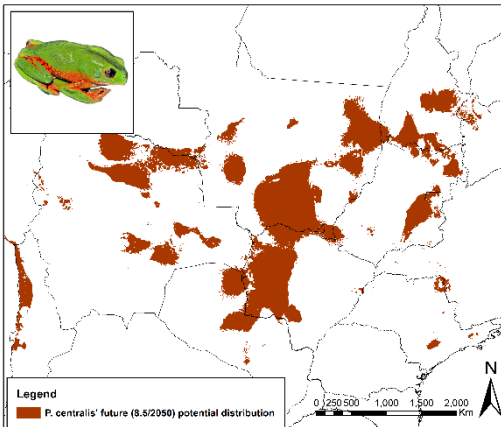 N
Legend
P. centralis' future (8.5/2050) potential distribution
0 250 500 1,000 1,500 2,000
Km